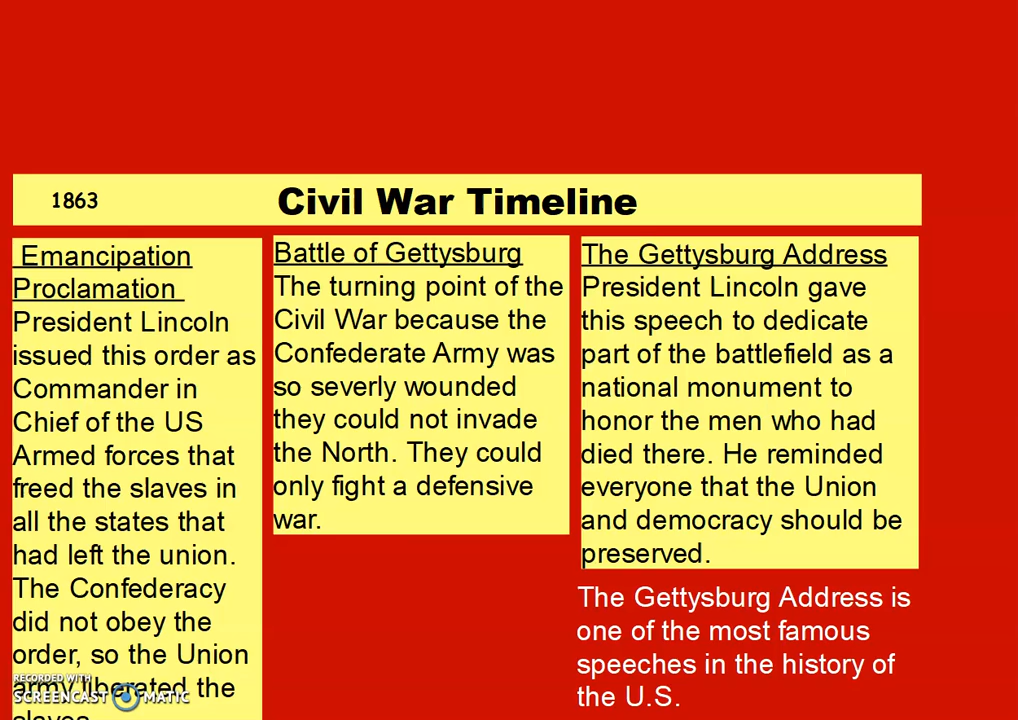 1863 Civil War Timeline
Emancipation
Proclamation
President Lincoln
issued this order as
Commander in
Chief of the US
Armed forces that
freed the slaves in
all the states that
had left the union.
The Confederacy
did not obey the
order, so the Union
army liberated the
slaves
Battle of Gettysburg
The turning point of the
Civil War because the
Confederate Army was
so severly wounded
they could not invade
the North. They could
only fight a defensive
war.
The Gettysburg Address
President Lincoln gave
this speech to dedicate
part of the battlefield as a
national monument to
honor the men who had
died there. He reminded
everyone that the Union
and democracy should be
preserved.
The Gettysburg Address is
one of the most famous
speeches in the history of
the U.S.
RECORDED WITH
SCREENCAST MATIC